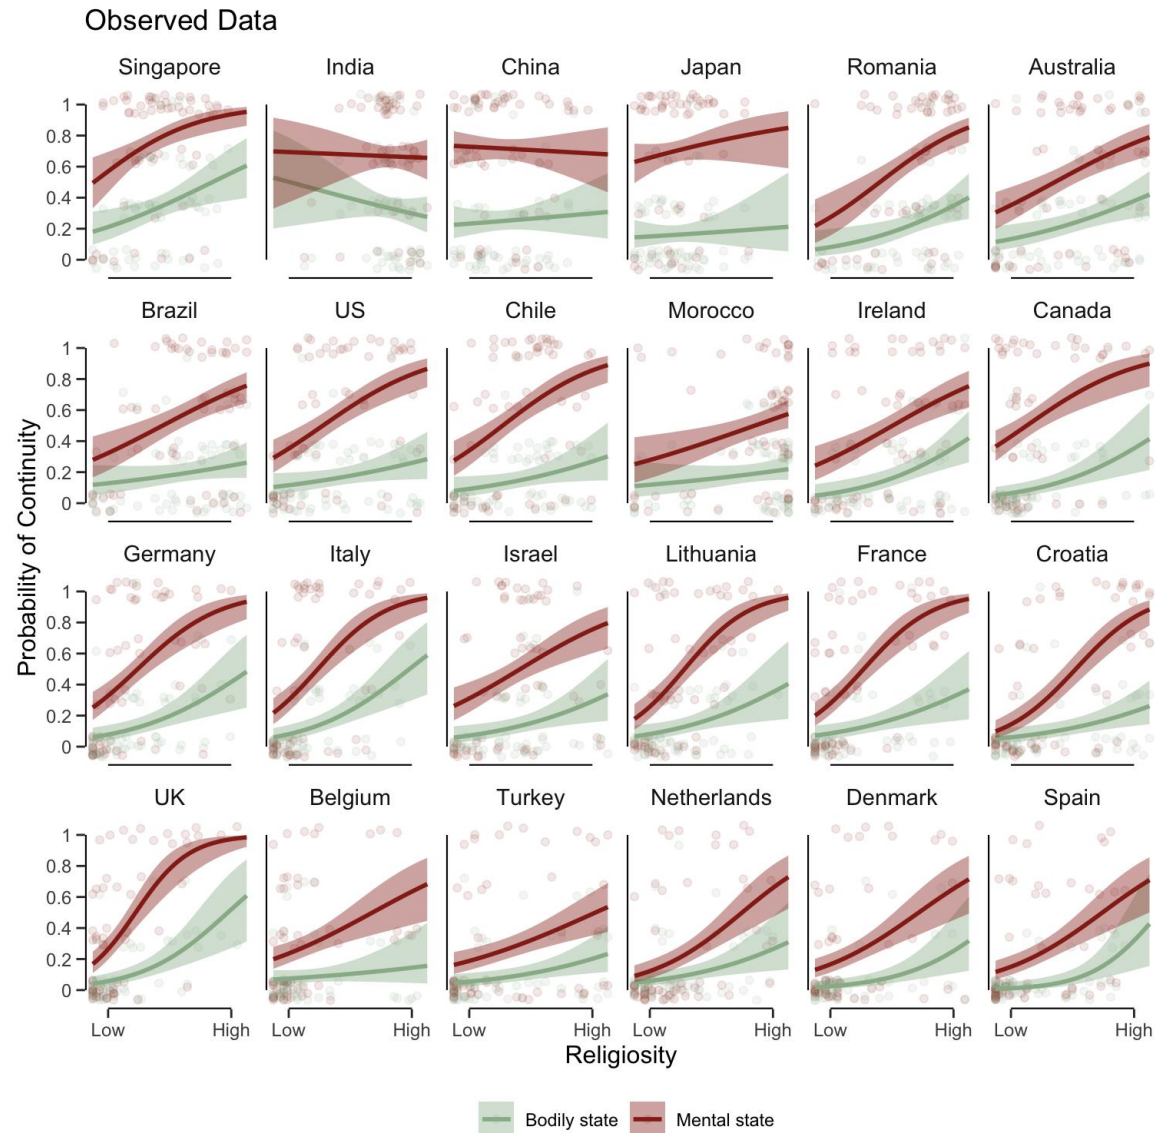 Observed Data
Singapore India China Japan Romania Australia
1
0.8
0.6
0.4
0.2
0
Brazil US Chile Morocco Ireland Canada
1
0.8
0.6
0.4
0.2
0
Probability of Continuity
Germany Italy Israel Lithuania France Croatia
1
0.8
0.6
0.4
0.2
0
UK Belgium Turkey Netherlands Denmark Spain
1
0.8
0.6
0.4
0.2
0
Low High Low High Low High Low High Low High Low High
Religiosity
Bodily state Mental state